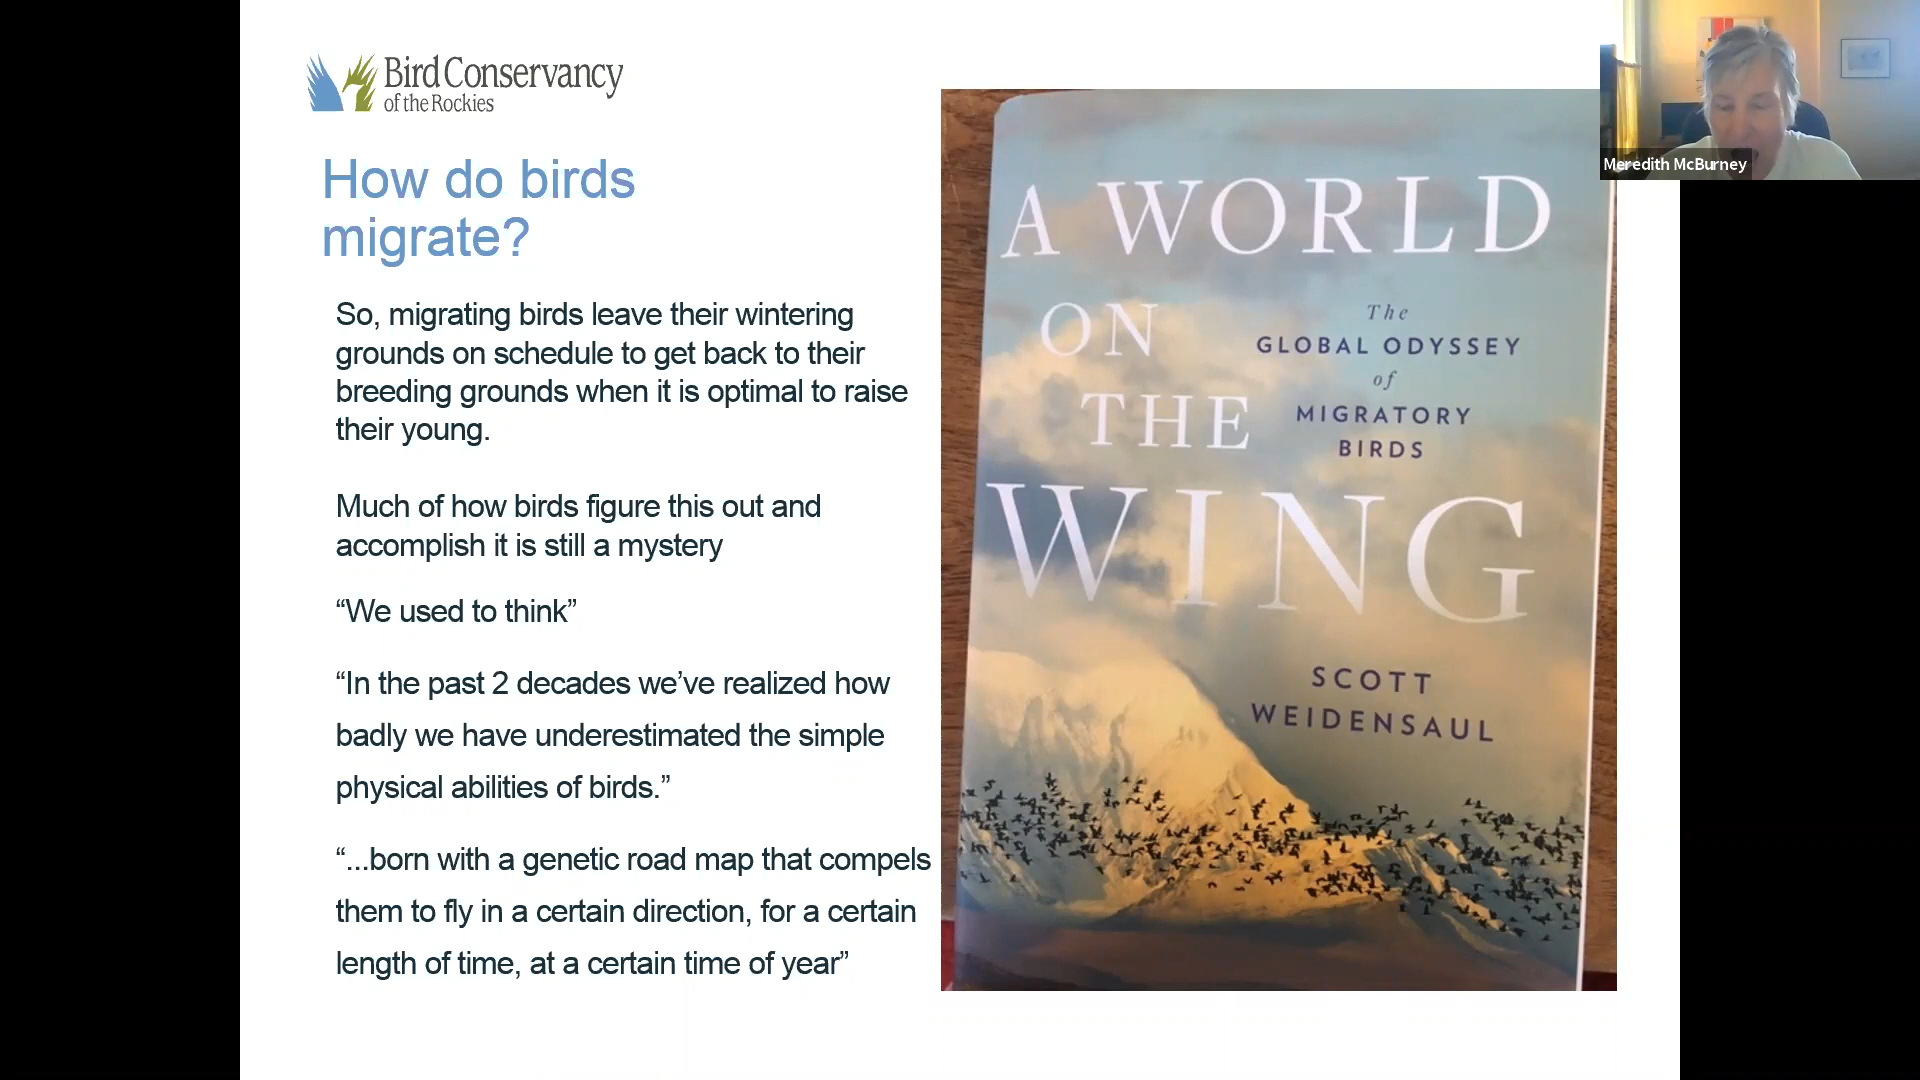 Bird Conservancy
of the Rockies
How do birds
migrate?
So, migrating birds leave their wintering
grounds on schedule to get back to their
breeding grounds when it is optimal to raise
their young.
Much of how birds figure this out and
accomplish it is still a mystery
“We used to think”
“In the past 2 decades we’ve realized how
badly we have underestimated the simple
physical abilities of birds.”
“...born with a genetic road map that compels
them to fly in a certain direction, for a certain
length of time, at a certain time of year”
A WORLD
ON
THE
WING
The
GLOBAL ODYSSEY
of
MIGRATORY
BIRDS
SCOTT
WEIDENSAUL
Meredith McBurney